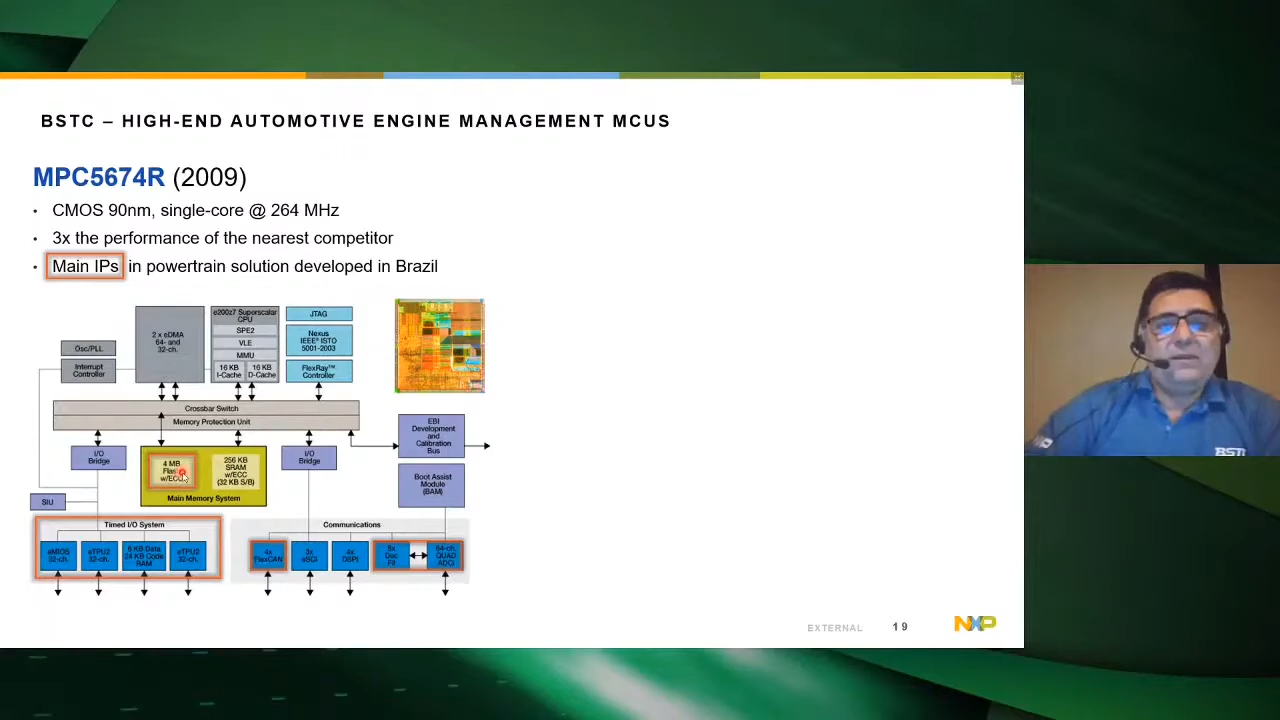 BSTC – HIGH-END AUTOMOTIVE ENGINE MANAGEMENT MCUS
MPC5674R (2009)
• CMOS 90nm, single-core @ 264 MHz
• 3x the performance of the nearest competitor
• Main IPs in powertrain solution developed in Brazil
Osc/PLL
Interrupt
Controller
2 x eDMA
64- and
32-ch.
e200z7 Superscalar
CPU
SPE2
VLE
MMU
16 KB
I-Cache
16 KB
D-Cache
JTAG
Nexus
IEEE® ISTO
5001-2003
FlexRay™
Controller
Crossbar Switch
Memory Protection Unit
I/O
Bridge
4 MB
w/ECC
256 KB
SRAM
w/ECC
(32 KB S/B)
Main Memory System
I/O
Bridge
EBI
Development
and
Calibration
Bus
Boot Assist
Module
(BAM)
SIU
Timed I/O System
eMIOS
32-ch.
eTPU2
32-ch.
6 KB Data
24 KB Code
RAM
eTPU2
32-ch.
Communications
4x
FlexCAN
3x
eSCI
4x
DSPI
Dec
Filt
64-ch.
QUAD
ADCi
EXTERNAL
19
NXP
BSTC